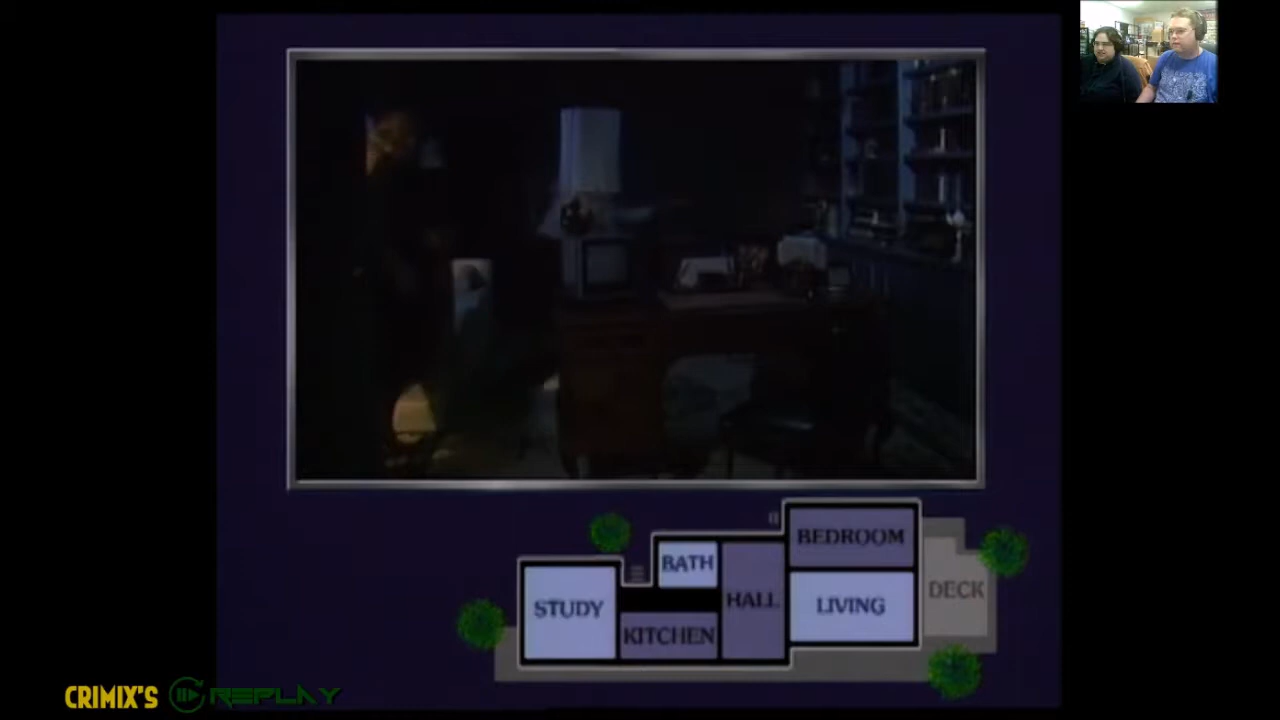 BEDROOM
BATH
DECK
HALL
STUDY
LIVING
KITCHEN
CRIMIX'S REPLAY